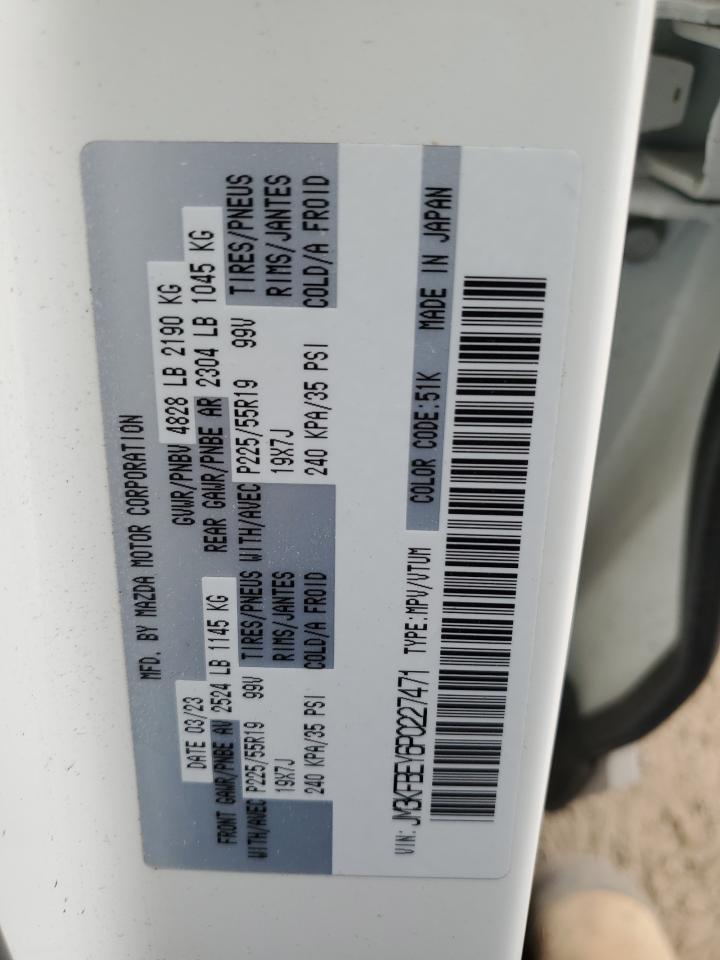 MFD. BY MAZDA MOTOR CORPORATION
DATE 03/23 GVWR/PNBV 4828 LB 2190 KG
FRONT GAWR/PNBE AV 2524 LB 1145 KG REAR GAWR/PNBE AR 2304 LB 1045 KG
WITH/AVEC P225/55R19 99V TIRES/PNEUS WITH/AVEC P225/55R19 99V TIRES/PNEUS
19X7J RIMS/JANTES 19X7J RIMS/JANTES
240 KPA/35 PSI COLD/A FROID 240 KPA/35 PSI COLD/A FROID
VIN: JM3KFBEY6P0227471 TYPE:MPV/VTUM COLOR CODE:51K MADE IN JAPAN